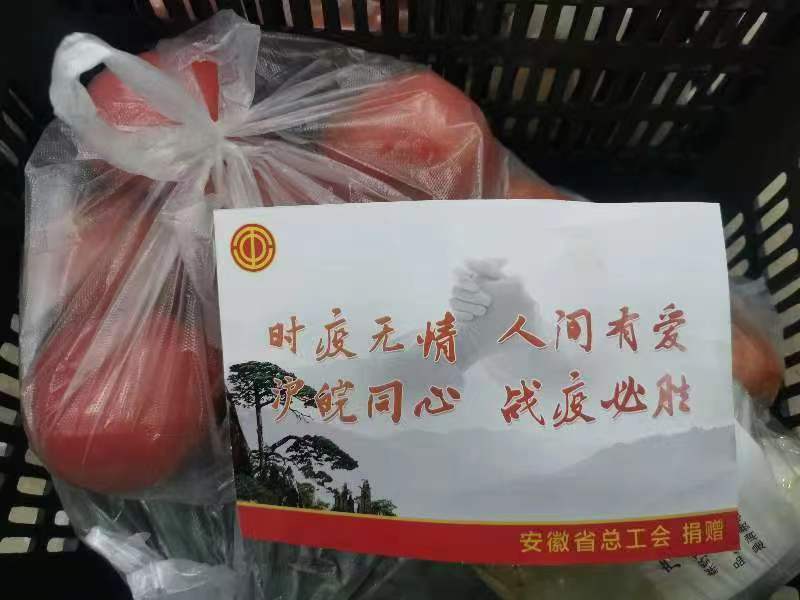 时疫无情 人间有爱
沪皖同心 战疫必胜
安徽省总工会 捐赠